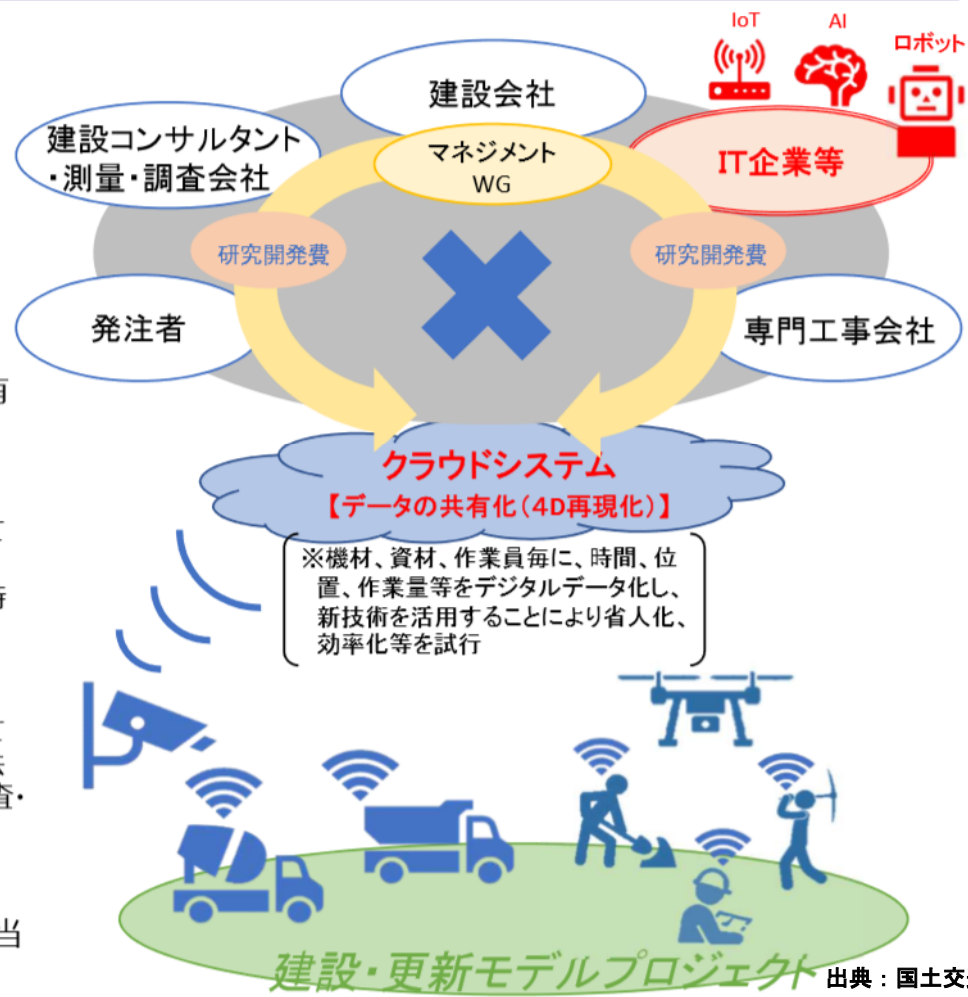 IoT
AI
ロボット
建設会社
建設コンサルタント
・測量・調査会社
マネジメント
WG
IT企業等
研究開発費
研究開発費
発注者
専門工事会社
クラウドシステム
【データの共有化(4D再現化)】
※機材、資材、作業員毎に、時間、位
置、作業量等をデジタルデータ化し、
新技術を活用することにより省人化、
効率化等を試行
査・
当
建設・更新モデルプロジェクト
出典:国土交